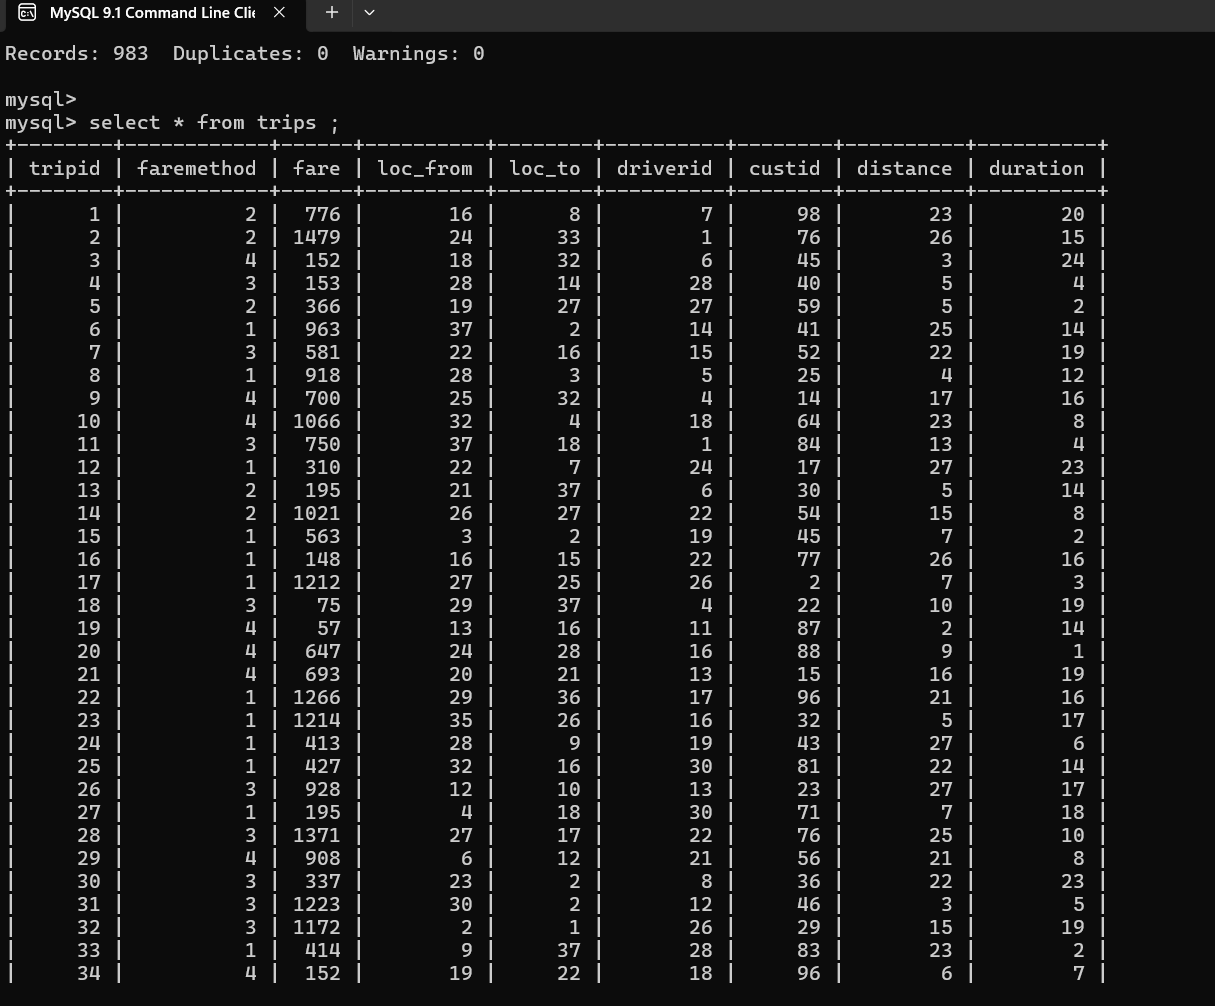 MySQL 9.1 Command Line Clie
Records: 983  Duplicates: 0  Warnings: 0
mysql>
mysql> select * from trips ;
+--------+------------+------+----------+-------+----------+--------+----------+----------+
| tripid | faremethod | fare | loc_from | loc_to | driverid | custid | distance | duration |
+--------+------------+------+----------+-------+----------+--------+----------+----------+
| 1 | 2 | 776 | 16 | 8 | 7 | 98 | 23 | 20 |
| 2 | 2 | 1479 | 24 | 33 | 1 | 76 | 26 | 15 |
| 3 | 4 | 152 | 18 | 32 | 6 | 45 | 3 | 24 |
| 4 | 3 | 153 | 28 | 14 | 28 | 40 | 5 | 4 |
| 5 | 2 | 366 | 19 | 27 | 27 | 59 | 5 | 2 |
| 6 | 1 | 963 | 37 | 2 | 14 | 41 | 25 | 14 |
| 7 | 3 | 581 | 22 | 16 | 15 | 52 | 22 | 19 |
| 8 | 1 | 918 | 28 | 3 | 5 | 25 | 4 | 12 |
| 9 | 4 | 700 | 25 | 32 | 4 | 14 | 17 | 16 |
| 10 | 4 | 1066 | 32 | 4 | 18 | 64 | 23 | 8 |
| 11 | 3 | 750 | 37 | 18 | 1 | 84 | 13 | 4 |
| 12 | 1 | 310 | 22 | 7 | 24 | 17 | 27 | 23 |
| 13 | 2 | 195 | 21 | 37 | 6 | 30 | 5 | 14 |
| 14 | 2 | 1021 | 26 | 27 | 22 | 54 | 15 | 8 |
| 15 | 1 | 563 | 3 | 2 | 19 | 45 | 7 | 2 |
| 16 | 1 | 148 | 16 | 15 | 22 | 77 | 26 | 16 |
| 17 | 1 | 1212 | 27 | 25 | 26 | 2 | 7 | 3 |
| 18 | 3 | 75 | 29 | 37 | 4 | 22 | 10 | 19 |
| 19 | 4 | 57 | 13 | 16 | 11 | 87 | 2 | 14 |
| 20 | 4 | 647 | 24 | 28 | 16 | 88 | 9 | 1 |
| 21 | 4 | 693 | 20 | 21 | 13 | 15 | 16 | 19 |
| 22 | 1 | 1266 | 29 | 36 | 17 | 96 | 21 | 16 |
| 23 | 1 | 1214 | 35 | 26 | 16 | 32 | 5 | 17 |
| 24 | 1 | 413 | 28 | 9 | 19 | 43 | 27 | 6 |
| 25 | 1 | 427 | 32 | 16 | 30 | 81 | 22 | 14 |
| 26 | 3 | 928 | 12 | 10 | 13 | 23 | 27 | 17 |
| 27 | 1 | 195 | 4 | 18 | 30 | 71 | 7 | 18 |
| 28 | 3 | 1371 | 27 | 17 | 22 | 76 | 25 | 10 |
| 29 | 4 | 908 | 6 | 12 | 21 | 56 | 21 | 8 |
| 30 | 3 | 337 | 23 | 2 | 8 | 36 | 22 | 23 |
| 31 | 3 | 1223 | 30 | 2 | 12 | 46 | 3 | 5 |
| 32 | 3 | 1172 | 2 | 1 | 26 | 29 | 15 | 19 |
| 33 | 1 | 414 | 9 | 37 | 28 | 83 | 23 | 2 |
| 34 | 4 | 152 | 19 | 22 | 18 | 96 | 6 | 7 |